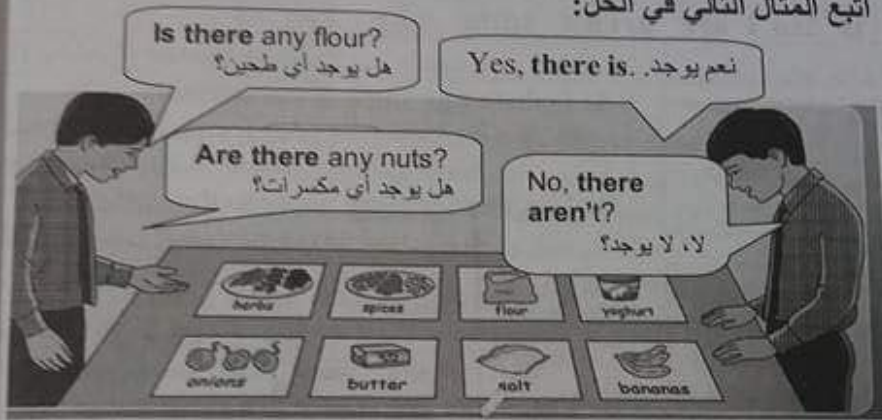 اتبع المثال التالي في الحل:
Is there any flour?
هل يوجد أي طحين؟
Yes, there is. نعم يوجد.
Are there any nuts?
هل يوجد أي مكسرات؟
No, there
aren't?
لا، لا يوجد؟
herbs
spices
flour
yoghurt
onions
butter
salt
bananas